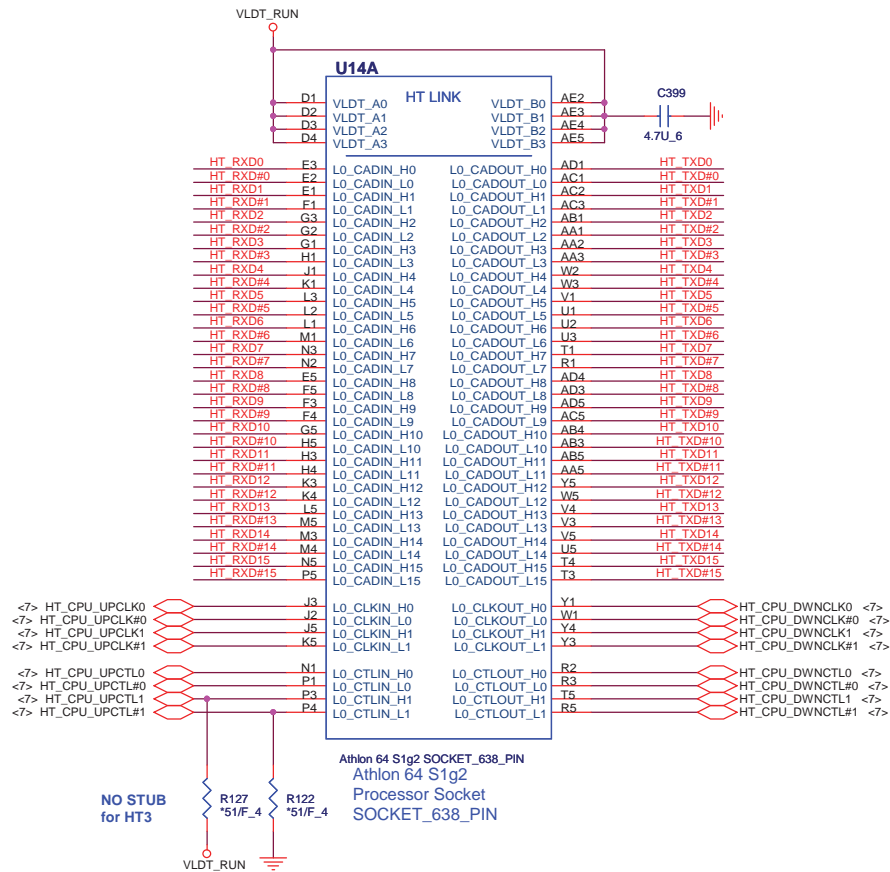 VLDT_RUN
U14A
HT LINK
D1 VLDT_A0 VLDT_B0 AE2
D2 VLDT_A1 VLDT_B1 AE3
D3 VLDT_A2 VLDT_B2 AE4
D4 VLDT_A3 VLDT_B3 AE5
C399
4.7U_6
HT_RXD0 E3 L0_CADIN_H0 L0_CADOUT_H0 AD1 HT_TXD0
HT_RXD#0 E2 L0_CADIN_L0 L0_CADOUT_L0 AC1 HT_TXD#0
HT_RXD1 E1 L0_CADIN_H1 L0_CADOUT_H1 AC2 HT_TXD1
HT_RXD#1 F1 L0_CADIN_L1 L0_CADOUT_L1 AC3 HT_TXD#1
HT_RXD2 G3 L0_CADIN_H2 L0_CADOUT_H2 AB1 HT_TXD2
HT_RXD#2 G2 L0_CADIN_L2 L0_CADOUT_L2 AA1 HT_TXD#2
HT_RXD3 G1 L0_CADIN_H3 L0_CADOUT_H3 AA2 HT_TXD3
HT_RXD#3 H1 L0_CADIN_L3 L0_CADOUT_L3 AA3 HT_TXD#3
HT_RXD4 J1 L0_CADIN_H4 L0_CADOUT_H4 W2 HT_TXD4
HT_RXD#4 K1 L0_CADIN_L4 L0_CADOUT_L4 W3 HT_TXD#4
HT_RXD5 L3 L0_CADIN_H5 L0_CADOUT_H5 V1 HT_TXD5
HT_RXD#5 L2 L0_CADIN_L5 L0_CADOUT_L5 U1 HT_TXD#5
HT_RXD6 L1 L0_CADIN_H6 L0_CADOUT_H6 U2 HT_TXD6
HT_RXD#6 M1 L0_CADIN_L6 L0_CADOUT_L6 U3 HT_TXD#6
HT_RXD7 N3 L0_CADIN_H7 L0_CADOUT_H7 T1 HT_TXD7
HT_RXD#7 N2 L0_CADIN_L7 L0_CADOUT_L7 R1 HT_TXD#7
HT_RXD8 E5 L0_CADIN_H8 L0_CADOUT_H8 AD4 HT_TXD8
HT_RXD#8 F5 L0_CADIN_L8 L0_CADOUT_L8 AD3 HT_TXD#8
HT_RXD9 F3 L0_CADIN_H9 L0_CADOUT_H9 AD5 HT_TXD9
HT_RXD#9 F4 L0_CADIN_L9 L0_CADOUT_L9 AC5 HT_TXD#9
HT_RXD10 G5 L0_CADIN_H10 L0_CADOUT_H10 AB4 HT_TXD10
HT_RXD#10 H5 L0_CADIN_L10 L0_CADOUT_L10 AB3 HT_TXD#10
HT_RXD11 H3 L0_CADIN_H11 L0_CADOUT_H11 AB5 HT_TXD11
HT_RXD#11 H4 L0_CADIN_L11 L0_CADOUT_L11 AA5 HT_TXD#11
HT_RXD12 K3 L0_CADIN_H12 L0_CADOUT_H12 Y5 HT_TXD12
HT_RXD#12 K4 L0_CADIN_L12 L0_CADOUT_L12 W5 HT_TXD#12
HT_RXD13 L5 L0_CADIN_H13 L0_CADOUT_H13 V4 HT_TXD13
HT_RXD#13 M5 L0_CADIN_L13 L0_CADOUT_L13 V3 HT_TXD#13
HT_RXD14 M3 L0_CADIN_H14 L0_CADOUT_H14 V5 HT_TXD14
HT_RXD#14 M4 L0_CADIN_L14 L0_CADOUT_L14 U5 HT_TXD#14
HT_RXD15 N5 L0_CADIN_H15 L0_CADOUT_H15 T4 HT_TXD15
HT_RXD#15 P5 L0_CADIN_L15 L0_CADOUT_L15 T3 HT_TXD#15
<7> HT_CPU_UPCLK0 J3 L0_CLKIN_H0 L0_CLKOUT_H0 Y1 HT_CPU_DWNCLK0 <7>
<7> HT_CPU_UPCLK#0 J2 L0_CLKIN_L0 L0_CLKOUT_L0 W1 HT_CPU_DWNCLK#0 <7>
<7> HT_CPU_UPCLK1 J5 L0_CLKIN_H1 L0_CLKOUT_H1 Y4 HT_CPU_DWNCLK1 <7>
<7> HT_CPU_UPCLK#1 K5 L0_CLKIN_L1 L0_CLKOUT_L1 Y3 HT_CPU_DWNCLK#1 <7>
<7> HT_CPU_UPCTL0 N1 L0_CTLIN_H0 L0_CTLOUT_H0 R2 HT_CPU_DWNCTL0 <7>
<7> HT_CPU_UPCTL#0 P1 L0_CTLIN_L0 L0_CTLOUT_L0 R3 HT_CPU_DWNCTL#0 <7>
<7> HT_CPU_UPCTL1 P3 L0_CTLIN_H1 L0_CTLOUT_H1 T5 HT_CPU_DWNCTL1 <7>
<7> HT_CPU_UPCTL#1 P4 L0_CTLIN_L1 L0_CTLOUT_L1 R5 HT_CPU_DWNCTL#1 <7>
Athlon 64 S1g2 SOCKET_638_PIN
Athlon 64 S1g2
Processor Socket
SOCKET_638_PIN
NO STUB
for HT3
R127
*51/F_4
R122
*51/F_4
VLDT_RUN